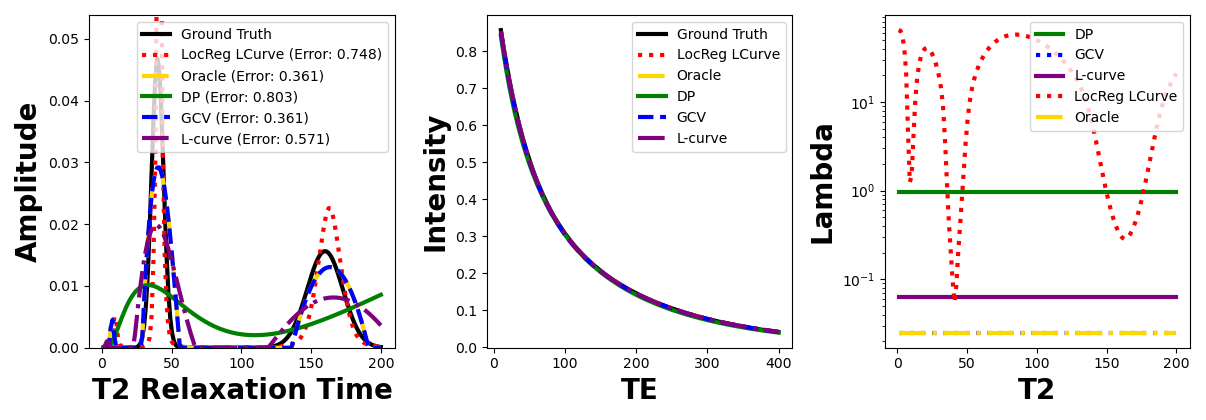 Amplitude
0.05
0.04
0.03
0.02
0.01
0.00
Ground Truth
LocReg LCurve (Error: 0.748)
Oracle (Error: 0.361)
DP (Error: 0.803)
GCV (Error: 0.361)
L-curve (Error: 0.571)
0 50 100 150 200
T2 Relaxation Time
Intensity
0.8
0.7
0.6
0.5
0.4
0.3
0.2
0.1
0.0
Ground Truth
LocReg LCurve
Oracle
DP
GCV
L-curve
0 100 200 300 400
TE
Lambda
10¹
10⁰
10⁻¹
DP
GCV
L-curve
LocReg LCurve
Oracle
0 50 100 150 200
T2